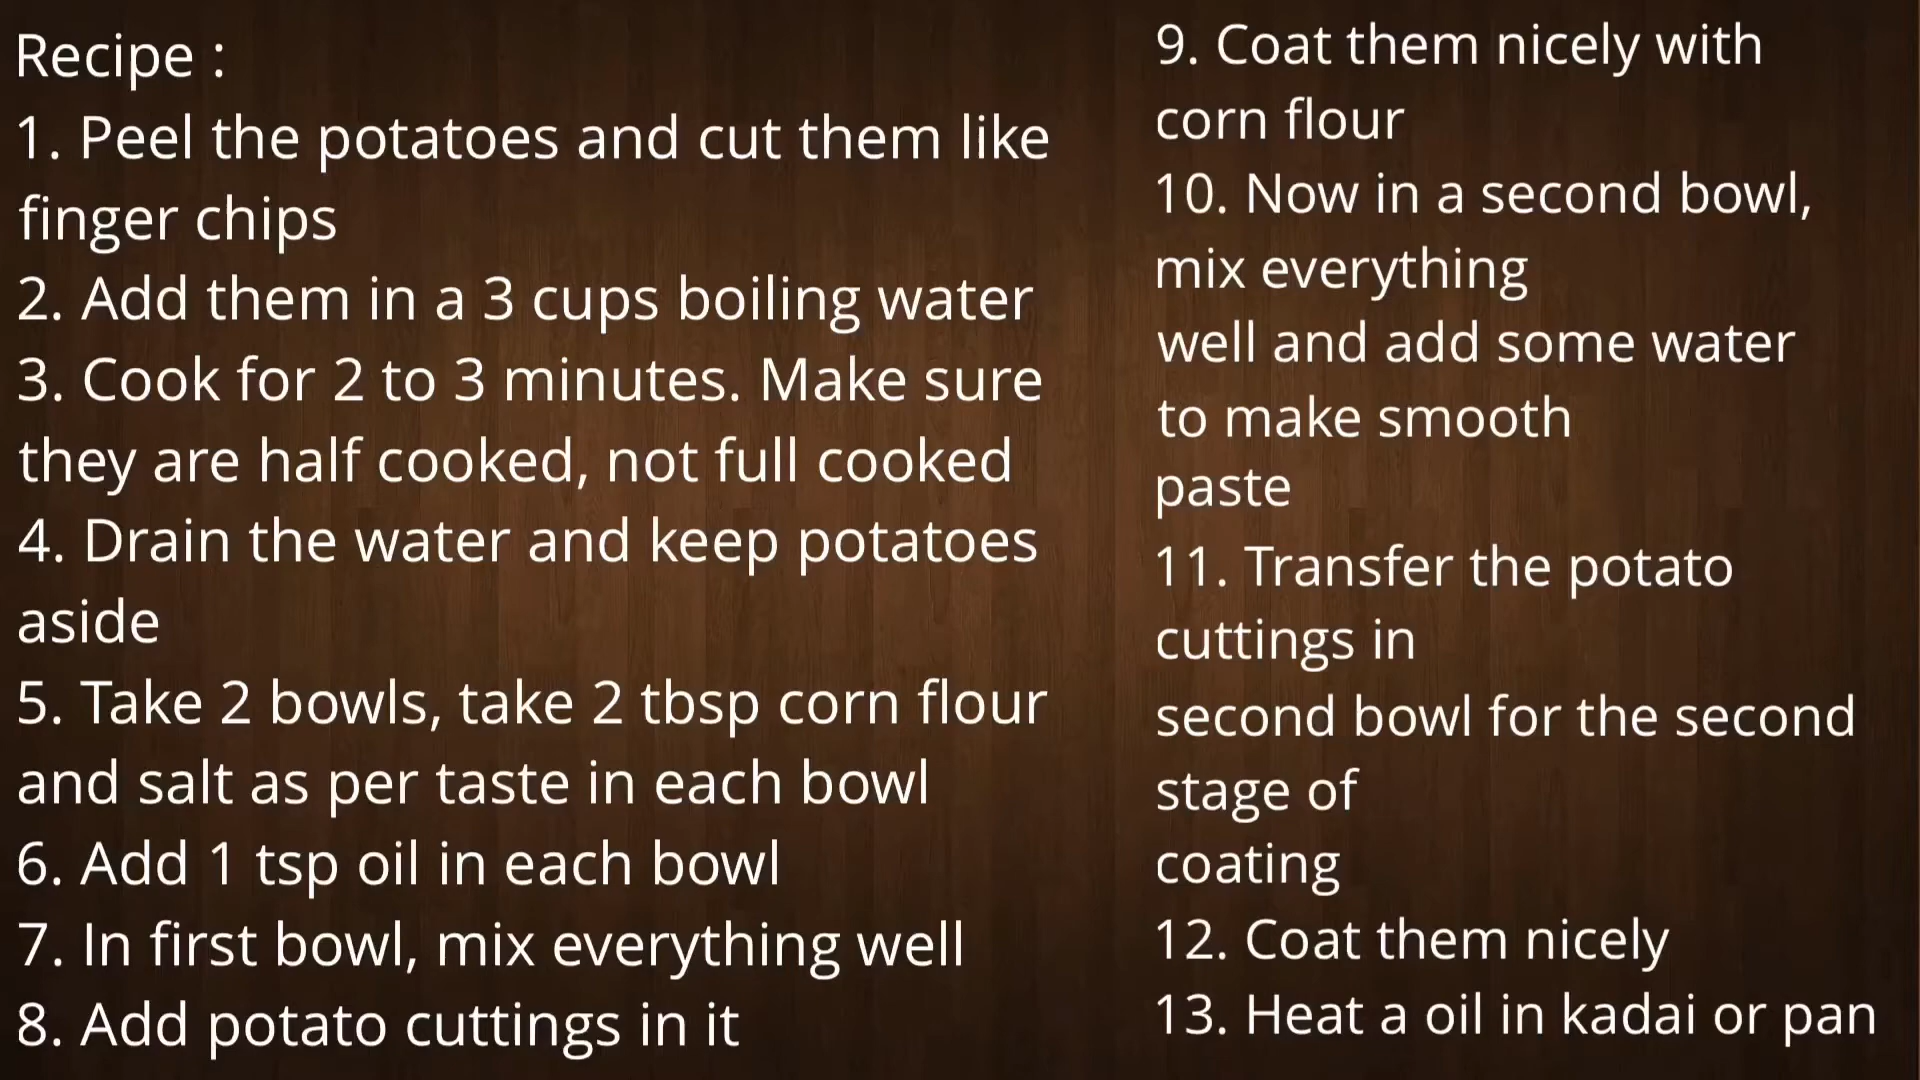 Recipe :
1. Peel the potatoes and cut them like
finger chips
2. Add them in a 3 cups boiling water
3. Cook for 2 to 3 minutes. Make sure
they are half cooked, not full cooked
4. Drain the water and keep potatoes
aside
5. Take 2 bowls, take 2 tbsp corn flour
and salt as per taste in each bowl
6. Add 1 tsp oil in each bowl
7. In first bowl, mix everything well
8. Add potato cuttings in it
9. Coat them nicely with
corn flour
10. Now in a second bowl,
mix everything
well and add some water
to make smooth
paste
11. Transfer the potato
cuttings in
second bowl for the second
stage of
coating
12. Coat them nicely
13. Heat a oil in kadai or pan